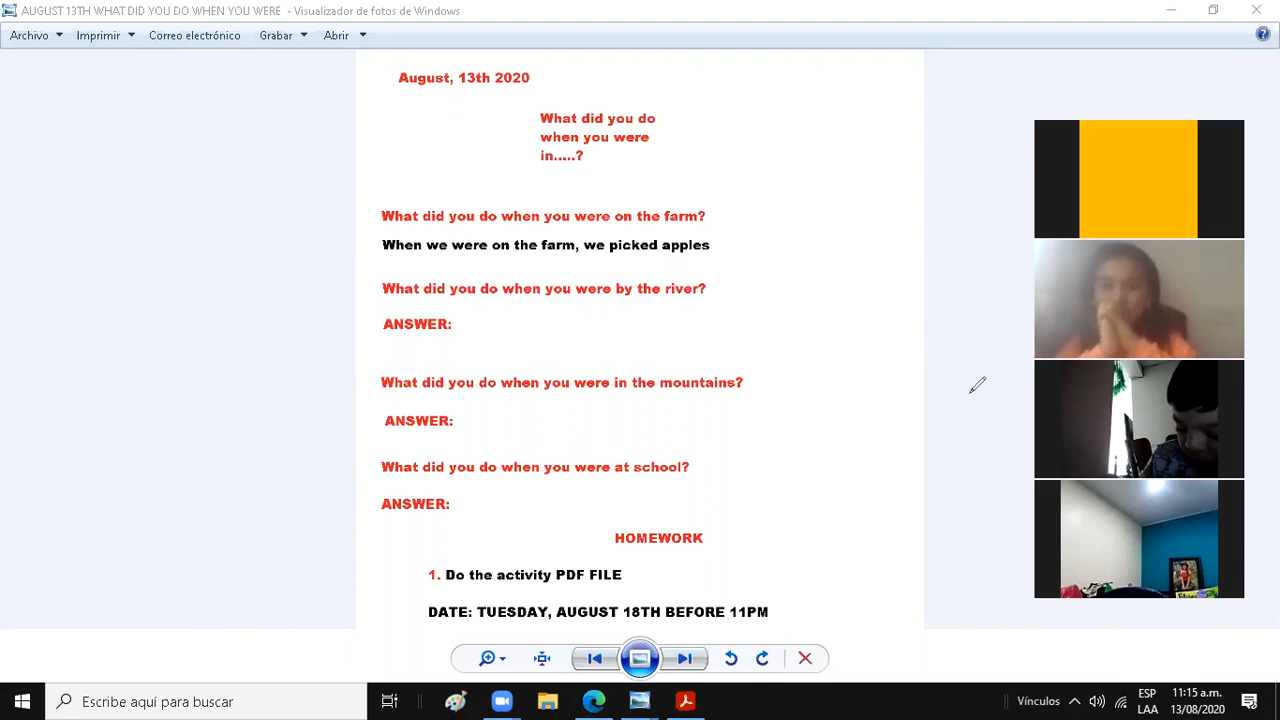 AUGUST 13TH WHAT DID YOU DO WHEN YOU WERE - Visualizador de fotos de Windows
Archivo Imprimir Correo electrónico Grabar Abrir
August, 13th 2020
What did you do
when you were
in.....?
What did you do when you were on the farm?
When we were on the farm, we picked apples
What did you do when you were by the river?
ANSWER:
What did you do when you were in the mountains?
ANSWER:
What did you do when you were at school?
ANSWER:
HOMEWORK
1. Do the activity PDF FILE
DATE: TUESDAY, AUGUST 18TH BEFORE 11PM
Escribe aquí para buscar
Vínculos
ESP
LAA
11:15 a.m.
13/08/2020